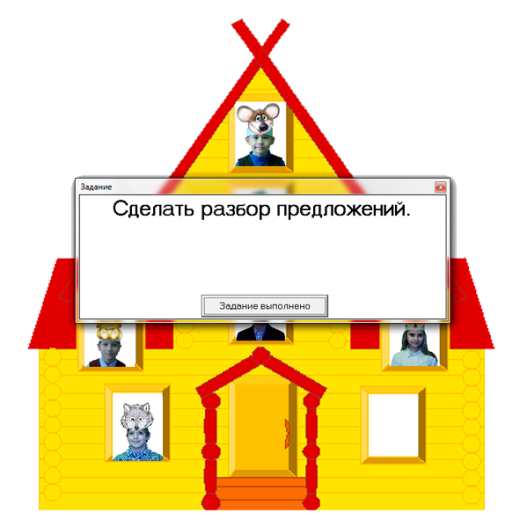 Задание
Сделать разбор предложений.
Задание выполнено